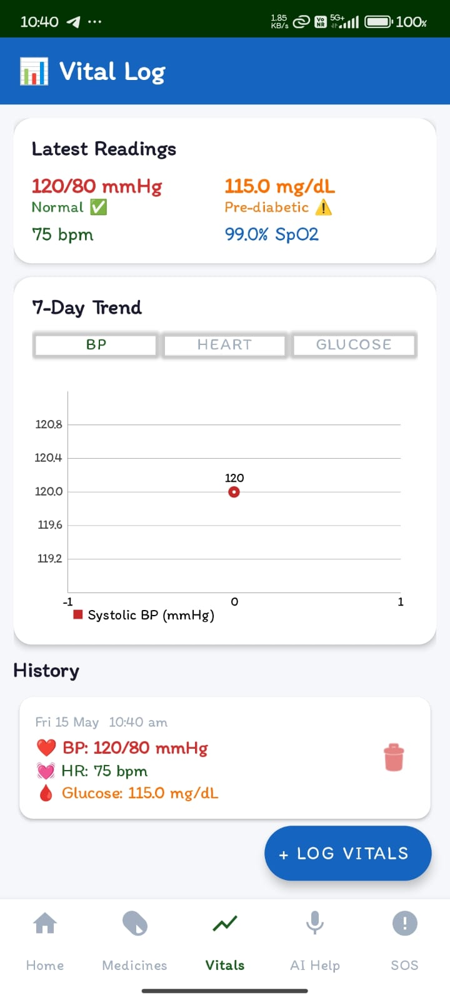 10:40 ... 1.85 KB/s Vo NR 5G+ 100%
Vital Log
Latest Readings
120/80 mmHg 115.0 mg/dL
Normal ✅ Pre-diabetic ⚠️
75 bpm 99.0% SpO2
7-Day Trend
BP HEART GLUCOSE
120.8
120.4
120
120.0
119.6
119.2
-1 0 1
Systolic BP (mmHg)
History
Fri 15 May 10:40 am
BP: 120/80 mmHg
HR: 75 bpm
Glucose: 115.0 mg/dL
+ LOG VITALS
Home Medicines Vitals AI Help SOS